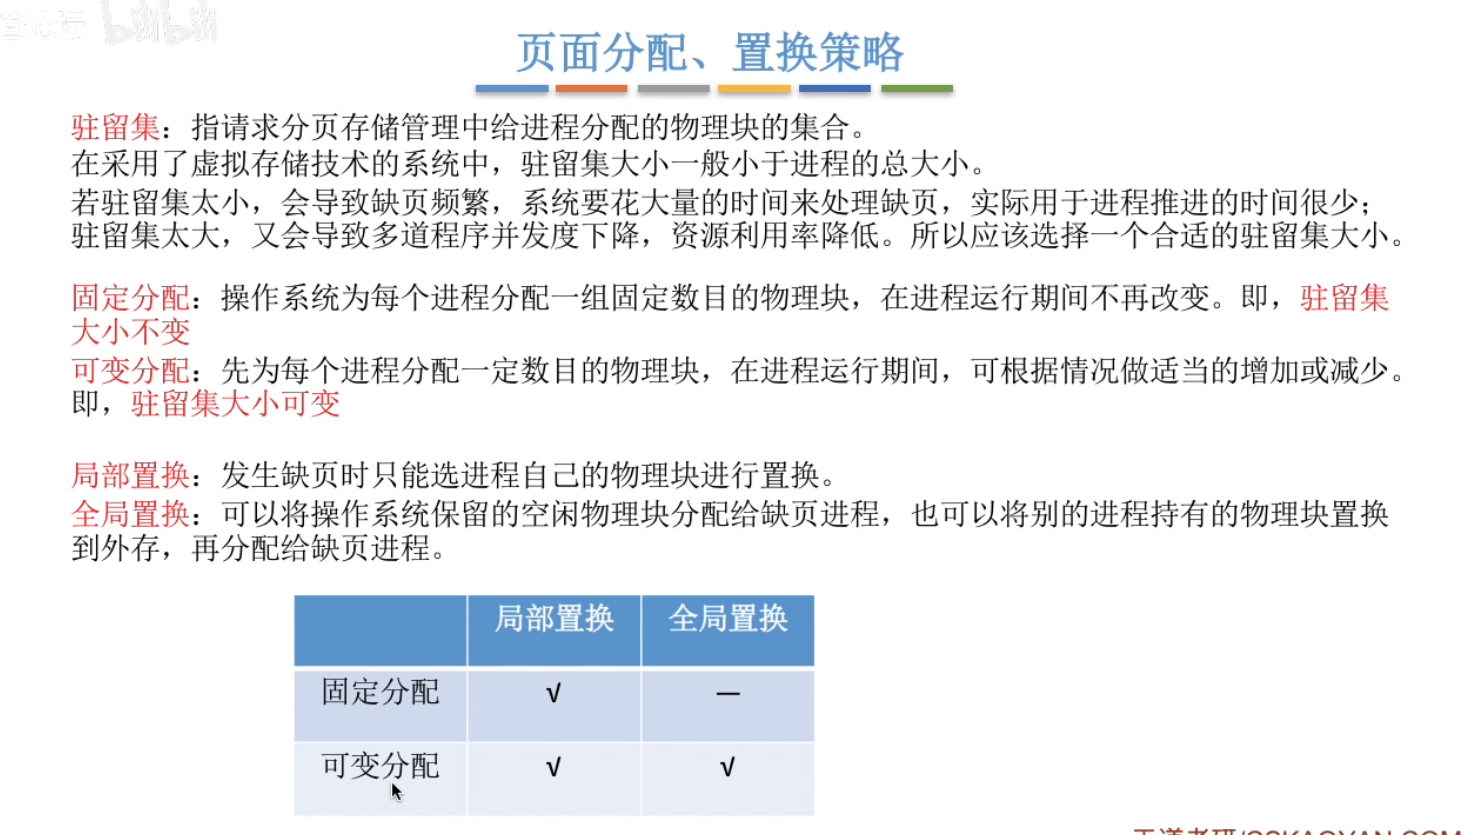 bilibili
页面分配、置换策略
驻留集：指请求分页存储管理中给进程分配的物理块的集合。
在采用了虚拟存储技术的系统中，驻留集大小一般小于进程的总大小。
若驻留集太小，会导致缺页频繁，系统要花大量的时间来处理缺页，实际用于进程推进的时间很少；
驻留集太大，又会导致多道程序并发度下降，资源利用率降低。所以应该选择一个合适的驻留集大小。
固定分配：操作系统为每个进程分配一组固定数目的物理块，在进程运行期间不再改变。即，驻留集
大小不变
可变分配：先为每个进程分配一定数目的物理块，在进程运行期间，可根据情况做适当的增加或减少。
即，驻留集大小可变
局部置换：发生缺页时只能选进程自己的物理块进行置换。
全局置换：可以将操作系统保留的空闲物理块分配给缺页进程，也可以将别的进程持有的物理块置换
到外存，再分配给缺页进程。
局部置换 全局置换
固定分配 √ —
可变分配 √ √